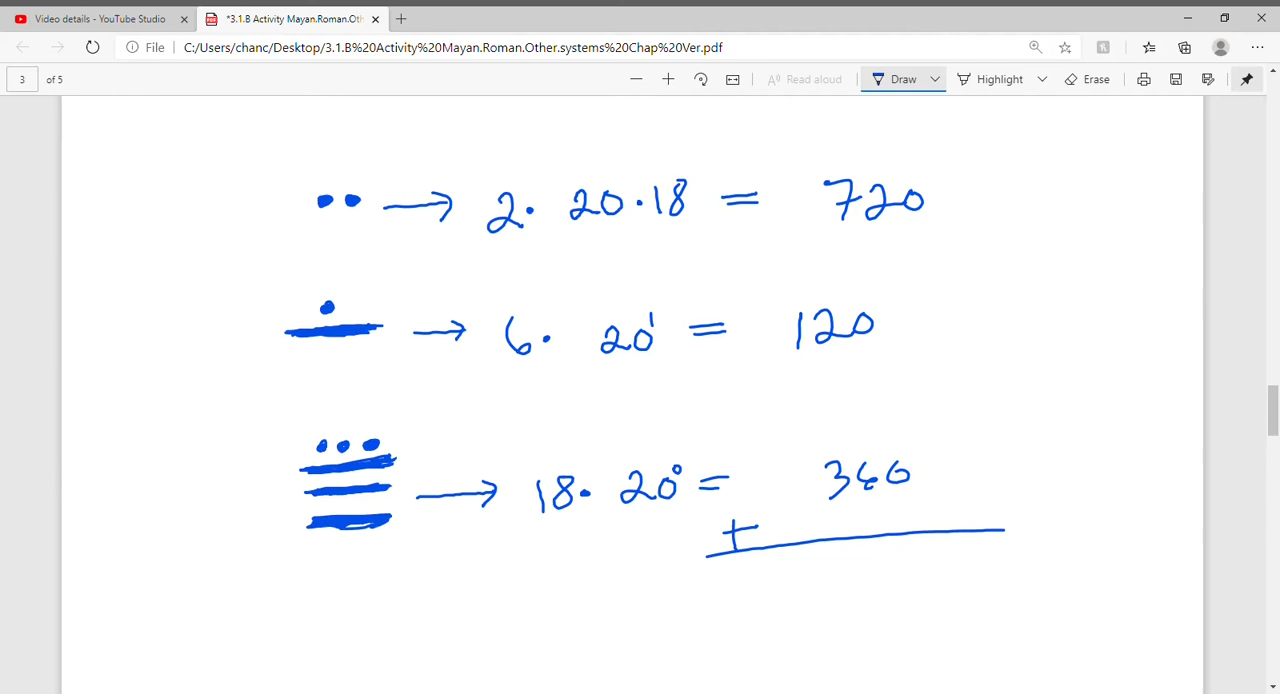 Video details - YouTube Studio
*3.1.B Activity Mayan.Roman.Oth
File C:/Users/chanc/Desktop/3.1.B%20Activity%20Mayan.Roman.Other.systems%20Chap%20Ver.pdf
3 of 5 Read aloud Draw Highlight Erase
•• → 2 · 20 · 18 = 720
→ 6 · 20¹ = 120
→ 18 · 20⁰ = 360
+